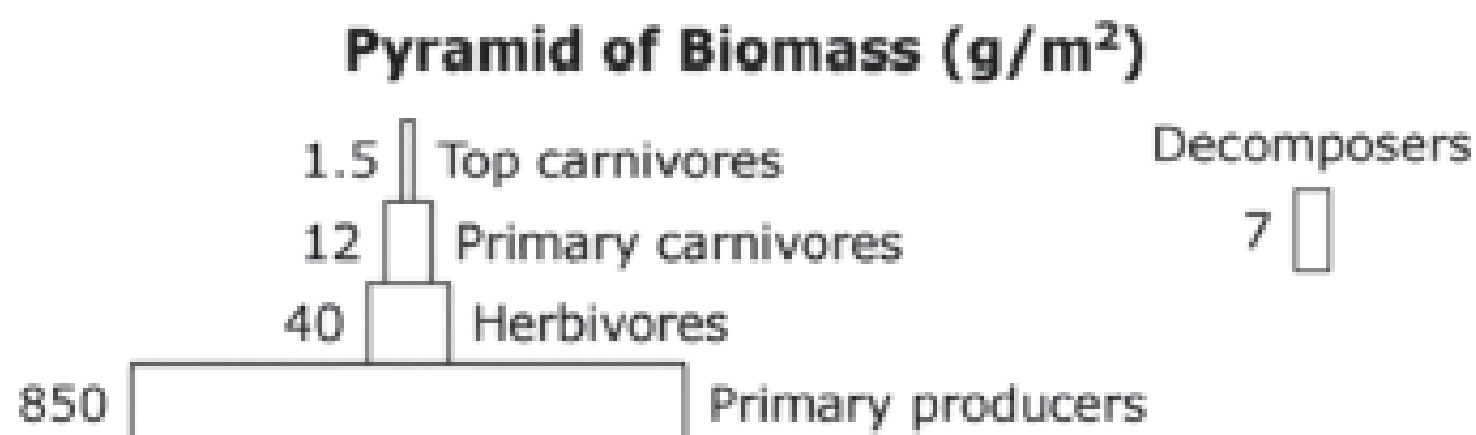 Pyramid of Biomass (g/m²)
1.5 Top carnivores
Decomposers
12 Primary carnivores
7
40 Herbivores
850 Primary producers